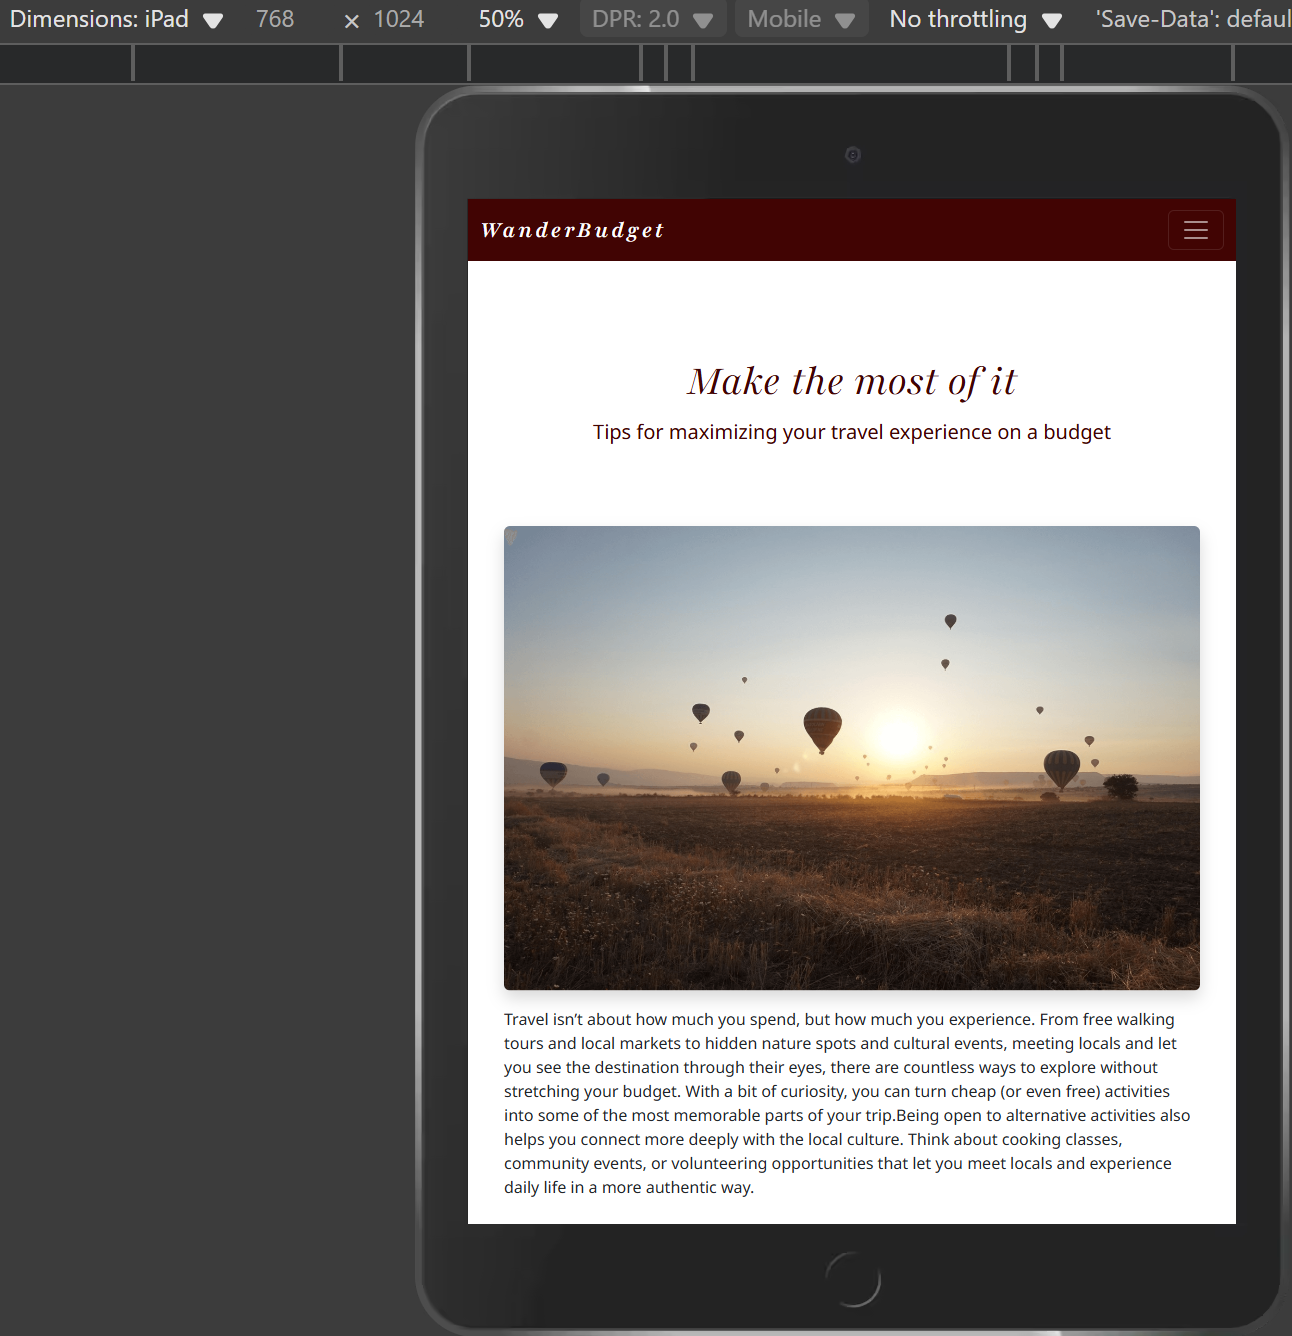 Dimensions: iPad 768 × 1024 50% DPR: 2.0 Mobile No throttling 'Save-Data': defaul
WanderBudget
Make the most of it
Tips for maximizing your travel experience on a budget
Travel isn’t about how much you spend, but how much you experience. From free walking
tours and local markets to hidden nature spots and cultural events, meeting locals and let
you see the destination through their eyes, there are countless ways to explore without
stretching your budget. With a bit of curiosity, you can turn cheap (or even free) activities
into some of the most memorable parts of your trip.Being open to alternative activities also
helps you connect more deeply with the local culture. Think about cooking classes,
community events, or volunteering opportunities that let you meet locals and experience
daily life in a more authentic way.